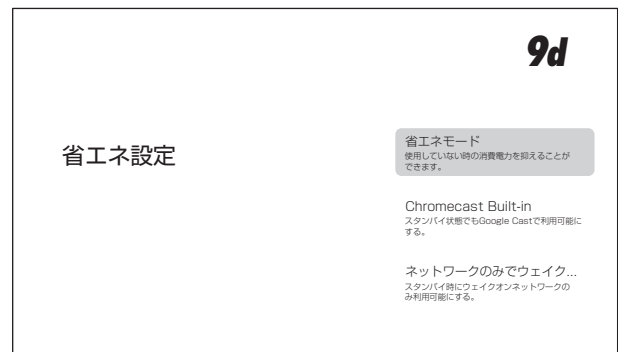 9d
省エネ設定
省エネモード
使用していない時の消費電力を抑えることが
できます。
Chromecast Built-in
スタンバイ状態でもGoogle Castで利用可能に
する。
ネットワークのみでウェイク...
スタンバイ時にウェイクオンネットワークの
み利用可能にする。